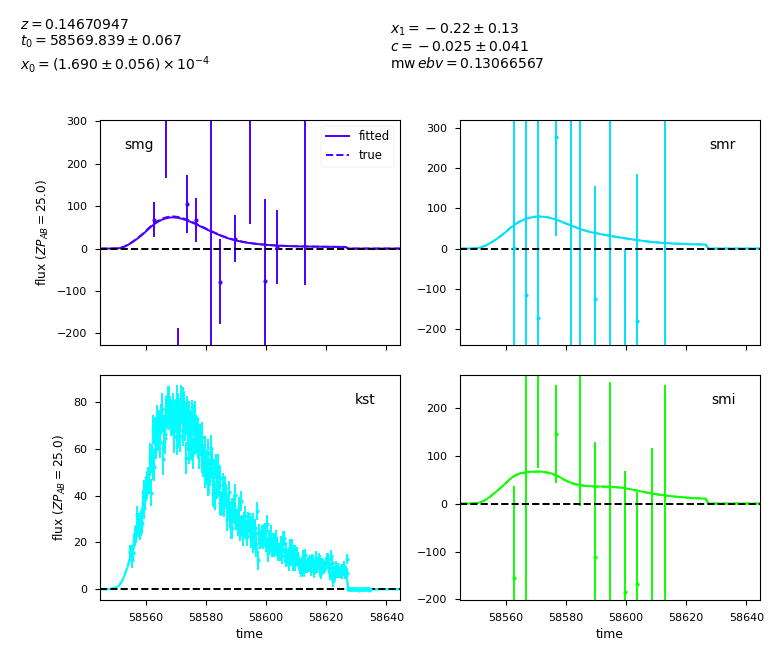 z = 0.14670947
t₀ = 58569.839 ± 0.067
x₀ = (1.690 ± 0.056) × 10⁻⁴
x₁ = −0.22 ± 0.13
c = −0.025 ± 0.041
mw ebv = 0.13066567
300
200
100
0
−100
−200
flux (ZP_AB = 25.0)
smg
fitted
true
300
200
100
0
−100
−200
smr
80
60
40
20
0
flux (ZP_AB = 25.0)
kst
58560 58580 58600 58620 58640
time
200
100
0
−100
−200
smi
58560 58580 58600 58620 58640
time